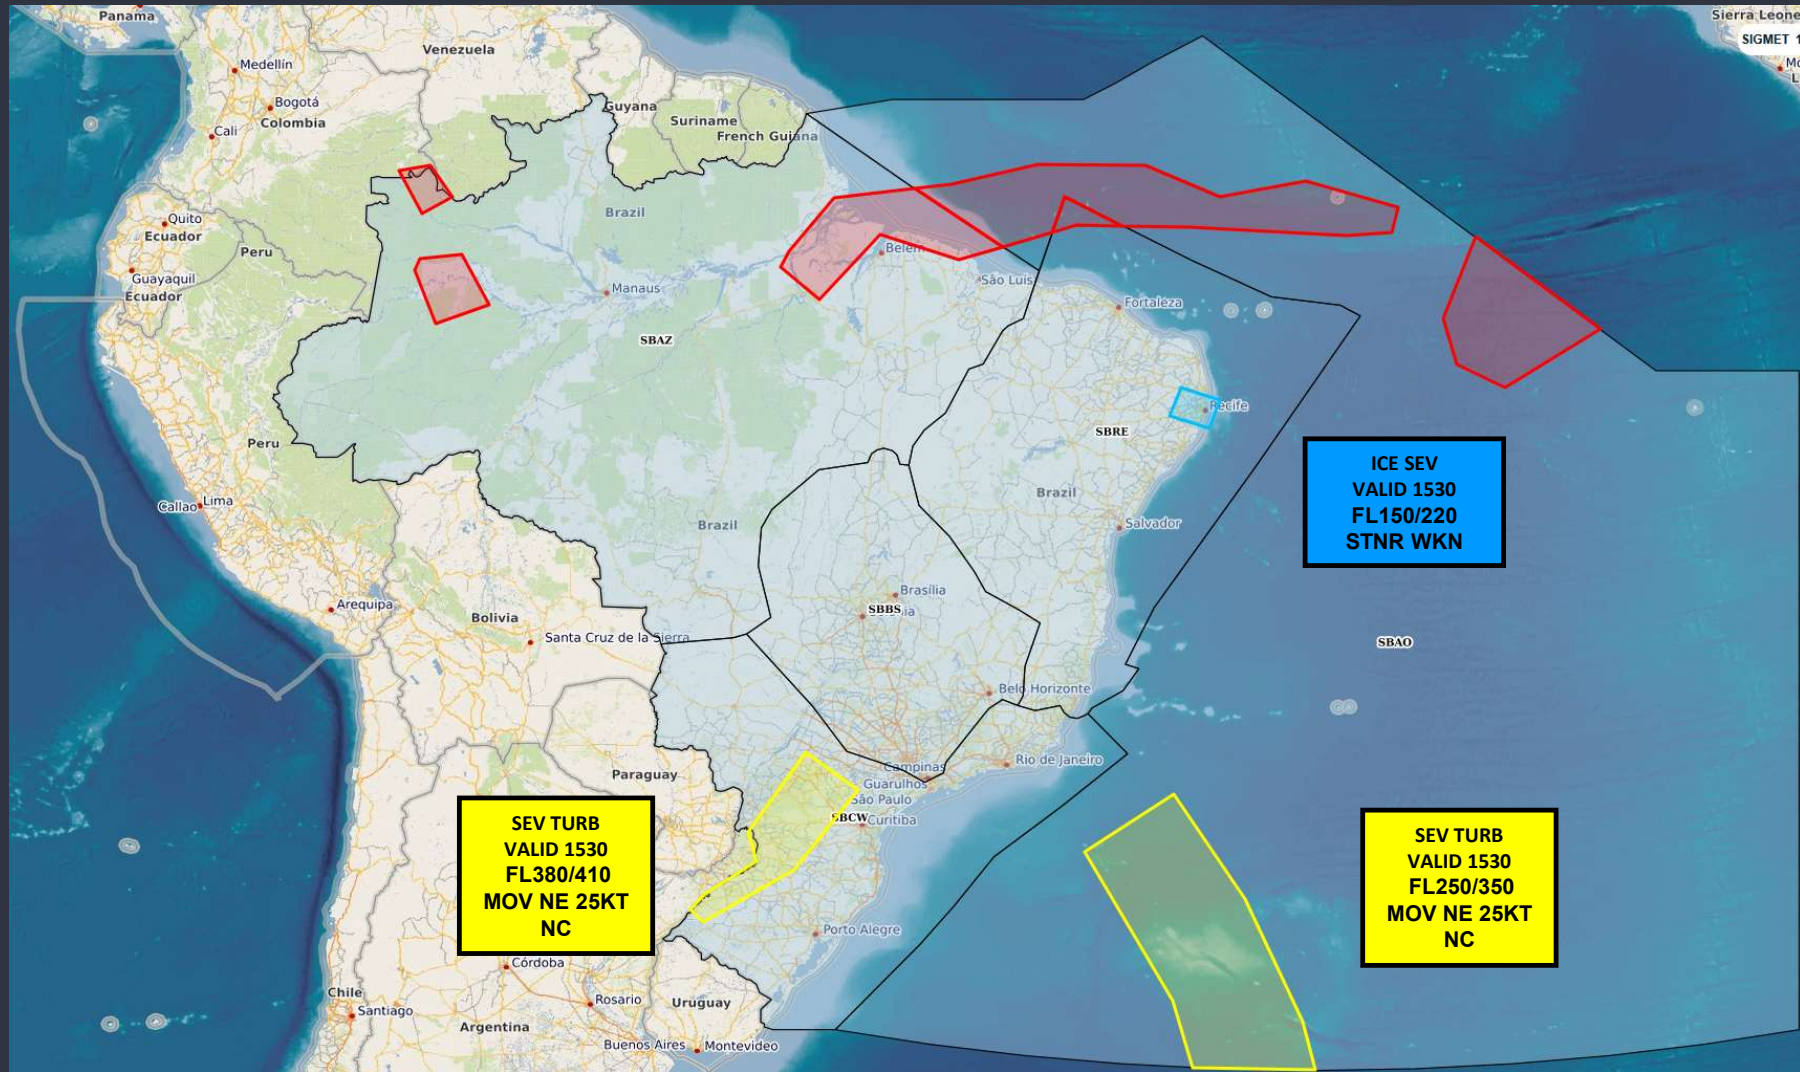 Panama
Sierra Leone
SIGMET 1
Medellín
Venezuela
Bogotá
Colombia
Guyana
Suriname
French Guiana
Cali
Quito
Ecuador
Brazil
Peru
Belém
Guayaquil
Ecuador
Manaus
São Luís
Fortaleza
SBAZ
Recife
SBRE
Peru
ICE SEV
VALID 1530
FL150/220
STNR WKN
Brazil
Lima
Callao
Brazil
Salvador
Brasília
SBBS
Arequipa
Bolivia
Santa Cruz de la Sierra
SBAO
Belo Horizonte
Rio de Janeiro
Campinas
Paraguay
Guarulhos
São Paulo
SBCW
Curitiba
SEV TURB
VALID 1530
FL380/410
MOV NE 25KT
NC
SEV TURB
VALID 1530
FL250/350
MOV NE 25KT
NC
Porto Alegre
Córdoba
Chile
Santiago
Rosario
Uruguay
Argentina
Buenos Aires
Montevideo